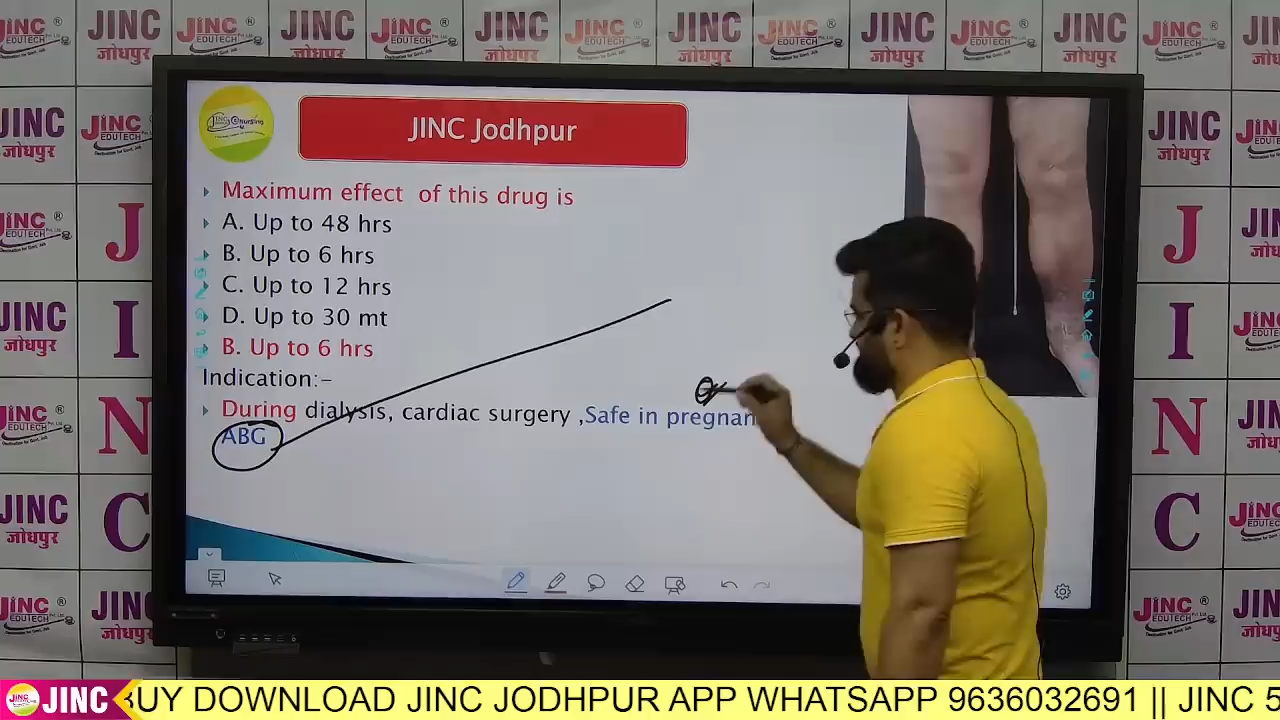 JINC Jodhpur
Maximum effect of this drug is
A. Up to 48 hrs
B. Up to 6 hrs
C. Up to 12 hrs
D. Up to 30 mt
B. Up to 6 hrs
Indication:-
During dialysis, cardiac surgery ,Safe in pregnan
ABG
J
I
N
C
J
I
N
C
JINC
जोधपुर
JINC
EDUTECH
JINC BUY DOWNLOAD JINC JODHPUR APP WHATSAPP 9636032691 || JINC 5